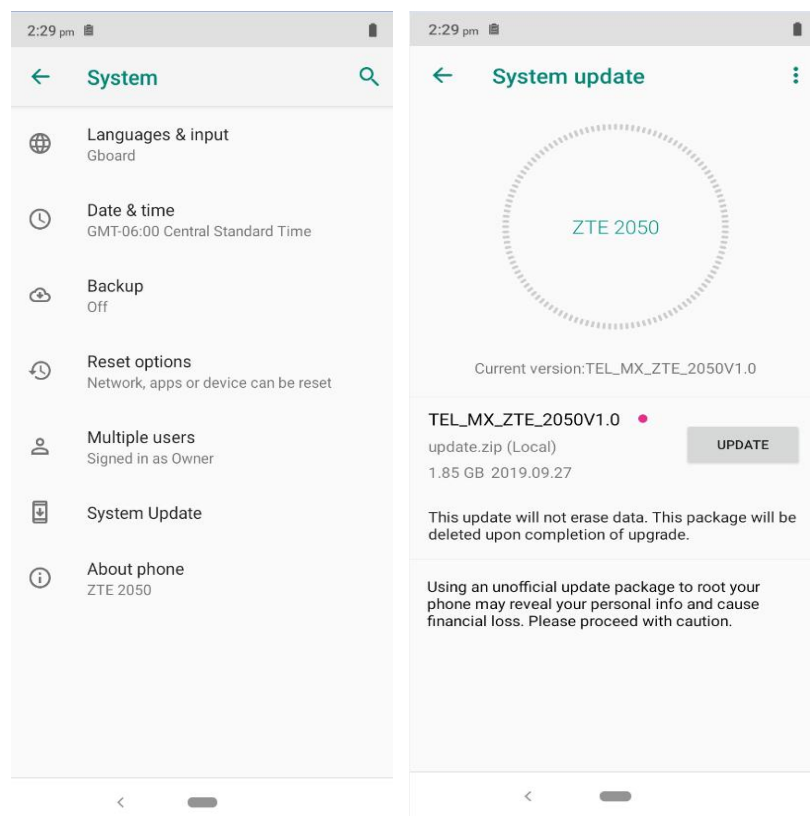 2:29 pm
System
Languages & input
Gboard
Date & time
GMT-06:00 Central Standard Time
Backup
Off
Reset options
Network, apps or device can be reset
Multiple users
Signed in as Owner
System Update
About phone
ZTE 2050
2:29 pm
System update
ZTE 2050
Current version:TEL_MX_ZTE_2050V1.0
TEL_MX_ZTE_2050V1.0
update.zip (Local)
UPDATE
1.85 GB 2019.09.27
This update will not erase data. This package will be
deleted upon completion of upgrade.
Using an unofficial update package to root your
phone may reveal your personal info and cause
financial loss. Please proceed with caution.